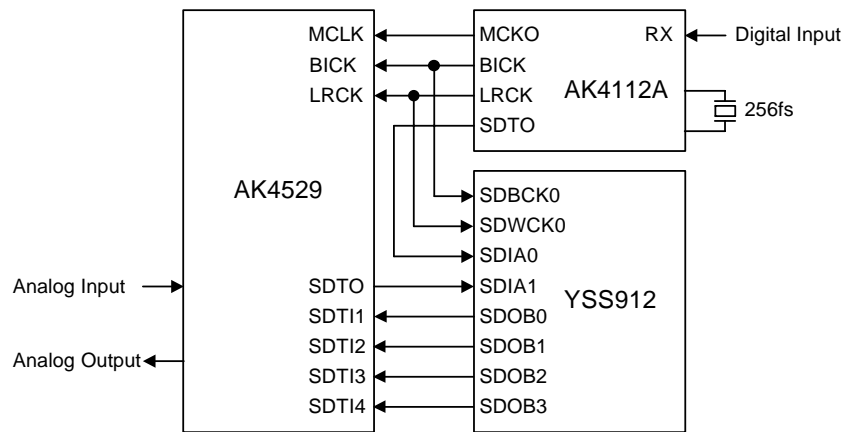 MCLK
BICK
LRCK
AK4529
SDTO
SDTI1
SDTI2
SDTI3
SDTI4
Analog Input
Analog Output
MCKO
BICK
LRCK
SDTO
RX
AK4112A
Digital Input
256fs
SDBCK0
SDWCK0
SDIA0
SDIA1
SDOB0
SDOB1
SDOB2
SDOB3
YSS912